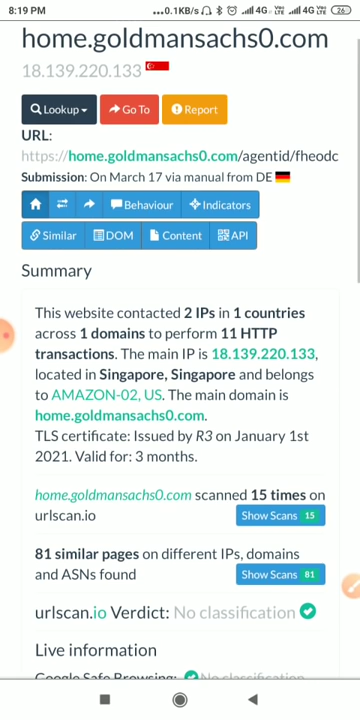 8:19 PM ...0.1KB/s 4G 4G 26
home.goldmansachs0.com
18.139.220.133
Lookup Go To Report
URL:
https://home.goldmansachs0.com/agentid/fheodc
Submission: On March 17 via manual from DE
Behaviour Indicators
Similar DOM Content API
Summary
This website contacted 2 IPs in 1 countries
across 1 domains to perform 11 HTTP
transactions. The main IP is 18.139.220.133,
located in Singapore, Singapore and belongs
to AMAZON-02, US. The main domain is
home.goldmansachs0.com.
TLS certificate: Issued by R3 on January 1st
2021. Valid for: 3 months.
home.goldmansachs0.com scanned 15 times on
urlscan.io Show Scans 15
81 similar pages on different IPs, domains
and ASNs found Show Scans 81
urlscan.io Verdict: No classification
Live information
Google Safe Browsing: No classification